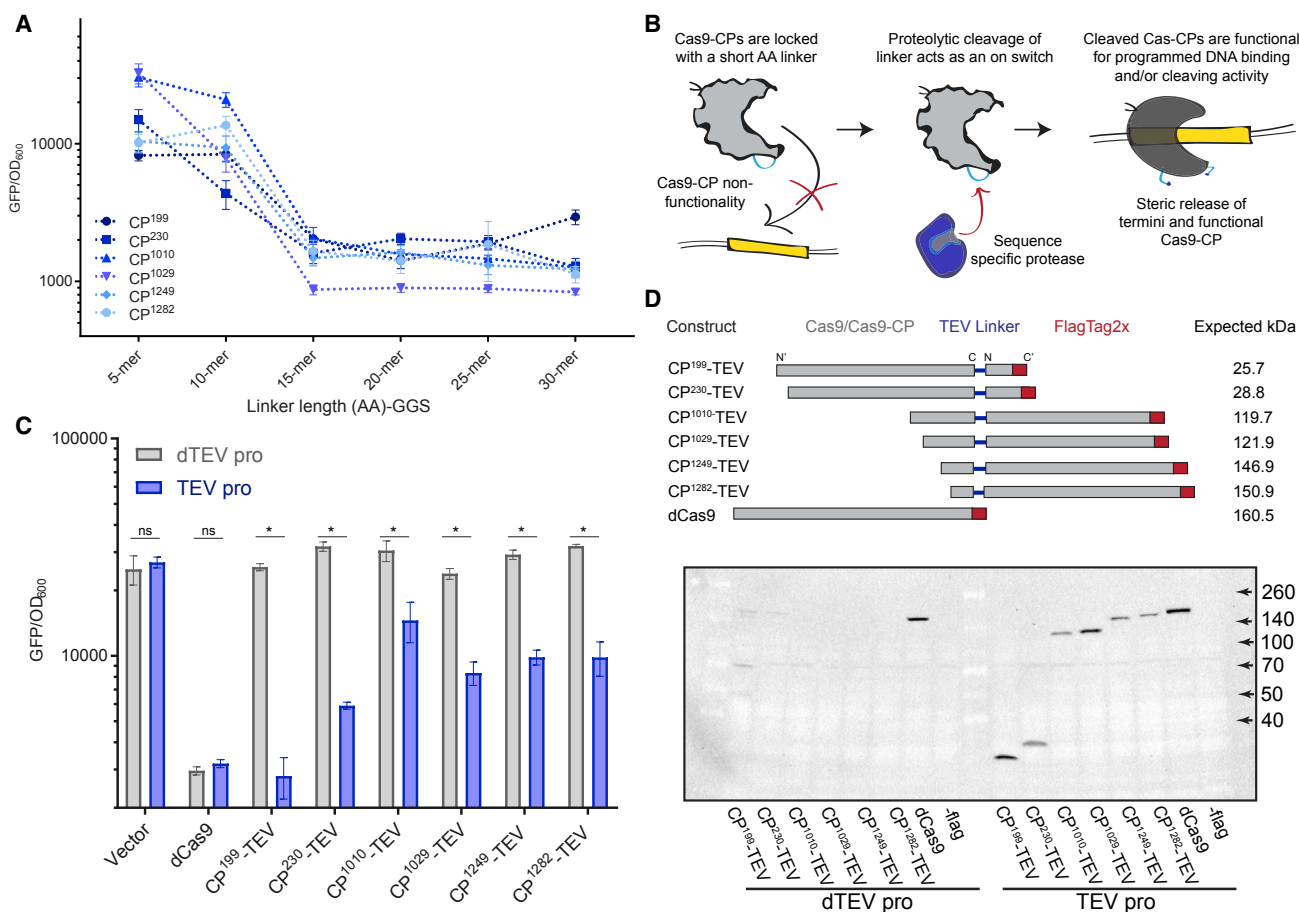 A
GFP/OD600
10000
1000
CP199
CP230
CP1010
CP1029
CP1249
CP1282
5-mer
10-mer
15-mer
20-mer
25-mer
30-mer
Linker length (AA)-GGS
B
Cas9-CPs are locked
with a short AA linker
Proteolytic cleavage of
linker acts as an on switch
Cleaved Cas-CPs are functional
for programmed DNA binding
and/or cleaving activity
Cas9-CP non-
functionality
Sequence
specific protease
Steric release of
termini and functional
Cas9-CP
C
GFP/OD600
100000
10000
dTEV pro
TEV pro
ns
ns
*
*
*
*
*
*
Vector
dCas9
CP199-TEV
CP230-TEV
CP1010-TEV
CP1029-TEV
CP1249-TEV
CP1282-TEV
D
Construct
Cas9/Cas9-CP
TEV Linker
FlagTag2x
Expected kDa
N'
C
N
C'
CP199-TEV
25.7
CP230-TEV
28.8
CP1010-TEV
119.7
CP1029-TEV
121.9
CP1249-TEV
146.9
CP1282-TEV
150.9
dCas9
160.5
260
140
100
70
50
40
CP199-TEV
CP230-TEV
CP1010-TEV
CP1029-TEV
CP1249-TEV
CP1282-TEV
dCas9
-flag
CP199-TEV
CP230-TEV
CP1010-TEV
CP1029-TEV
CP1249-TEV
CP1282-TEV
dCas9
-flag
dTEV pro
TEV pro